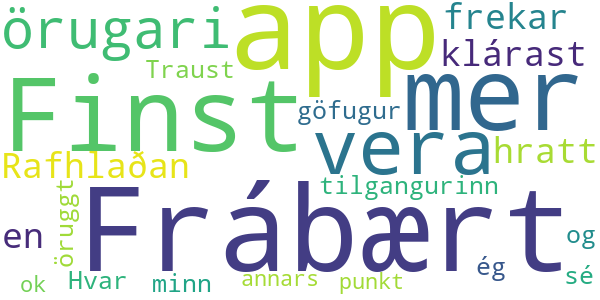 örugari app frekar
klárast
Traust
Finst mer
göfugur
vera hratt
Rafhlaðan
tilgangurinn
öruggt
Frábært
en og
ég sé
Hvar minn annars punkt
ok